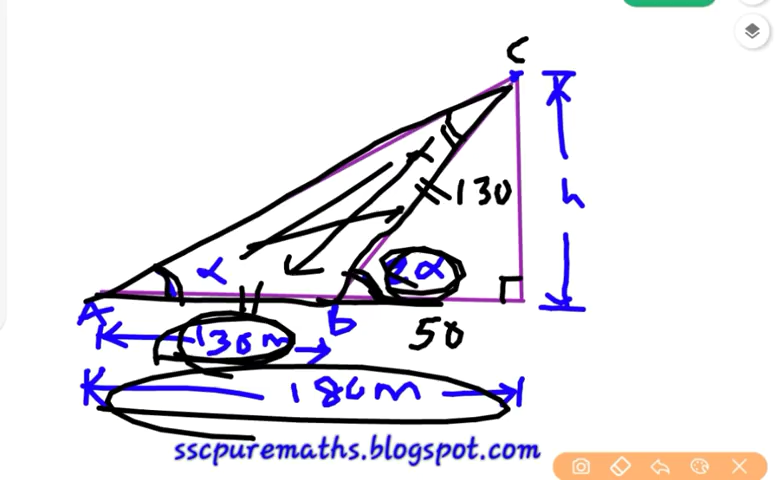 C
130
h
α
α
2α
A
B
130m
50
180m
sscpuremaths.blogspot.com